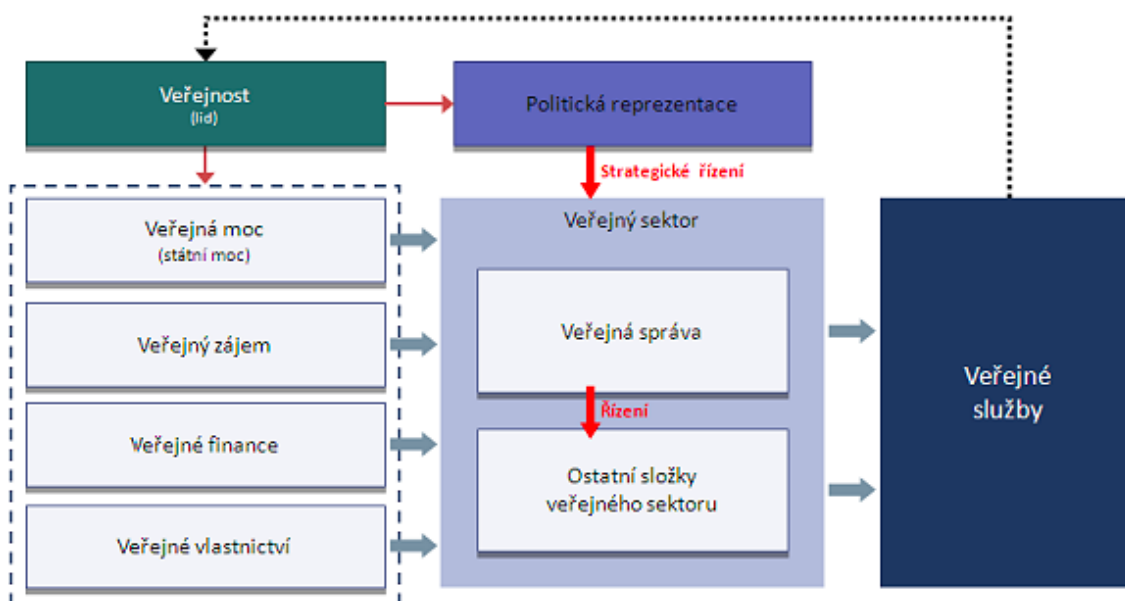 Veřejnost
(lid)
Politická reprezentace
Strategické řízení
Veřejná moc
(státní moc)
Veřejný zájem
Veřejné finance
Veřejné vlastnictví
Veřejný sektor
Veřejná správa
Řízení
Ostatní složky
veřejného sektoru
Veřejné
služby